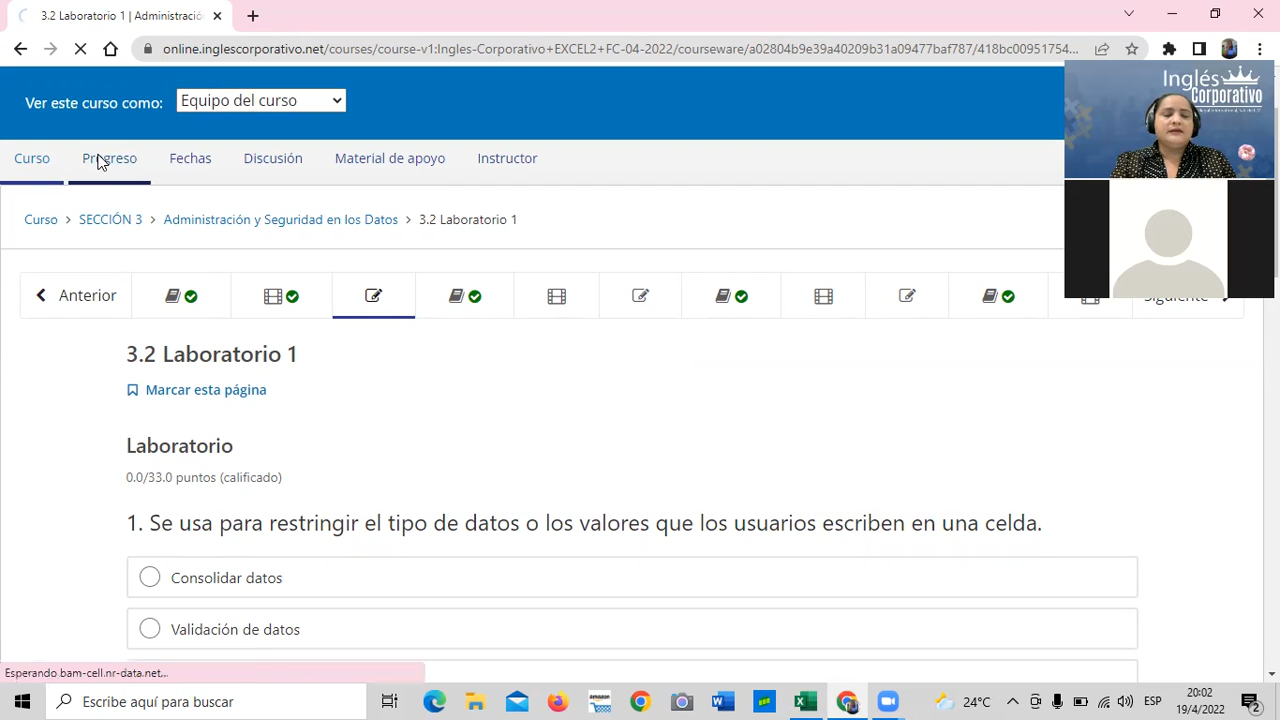 3.2 Laboratorio 1 | Administració
online.inglescorporativo.net/courses/course-v1:Ingles-Corporativo+EXCEL2+FC-04-2022/courseware/a02804b9e39a40209b31a09477baf787/418bc00951754...
Ver este curso como:
Equipo del curso
Inglés
Corporativo
Curso
Progreso
Fechas
Discusión
Material de apoyo
Instructor
Curso > SECCIÓN 3 > Administración y Seguridad en los Datos > 3.2 Laboratorio 1
Anterior
Siguiente
3.2 Laboratorio 1
Marcar esta página
Laboratorio
0.0/33.0 puntos (calificado)
1. Se usa para restringir el tipo de datos o los valores que los usuarios escriben en una celda.
Consolidar datos
Validación de datos
Esperando bam-cell.nr-data.net...
Escribe aquí para buscar
24°C
ESP
20:02
19/4/2022
2